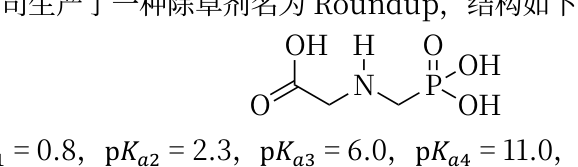 司生产了一种除草剂名为 Roundup，结构如下
OH H O
OH
O N P
OH
₁ = 0.8, pKₐ₂ = 2.3, pKₐ₃ = 6.0, pKₐ₄ = 11.0,